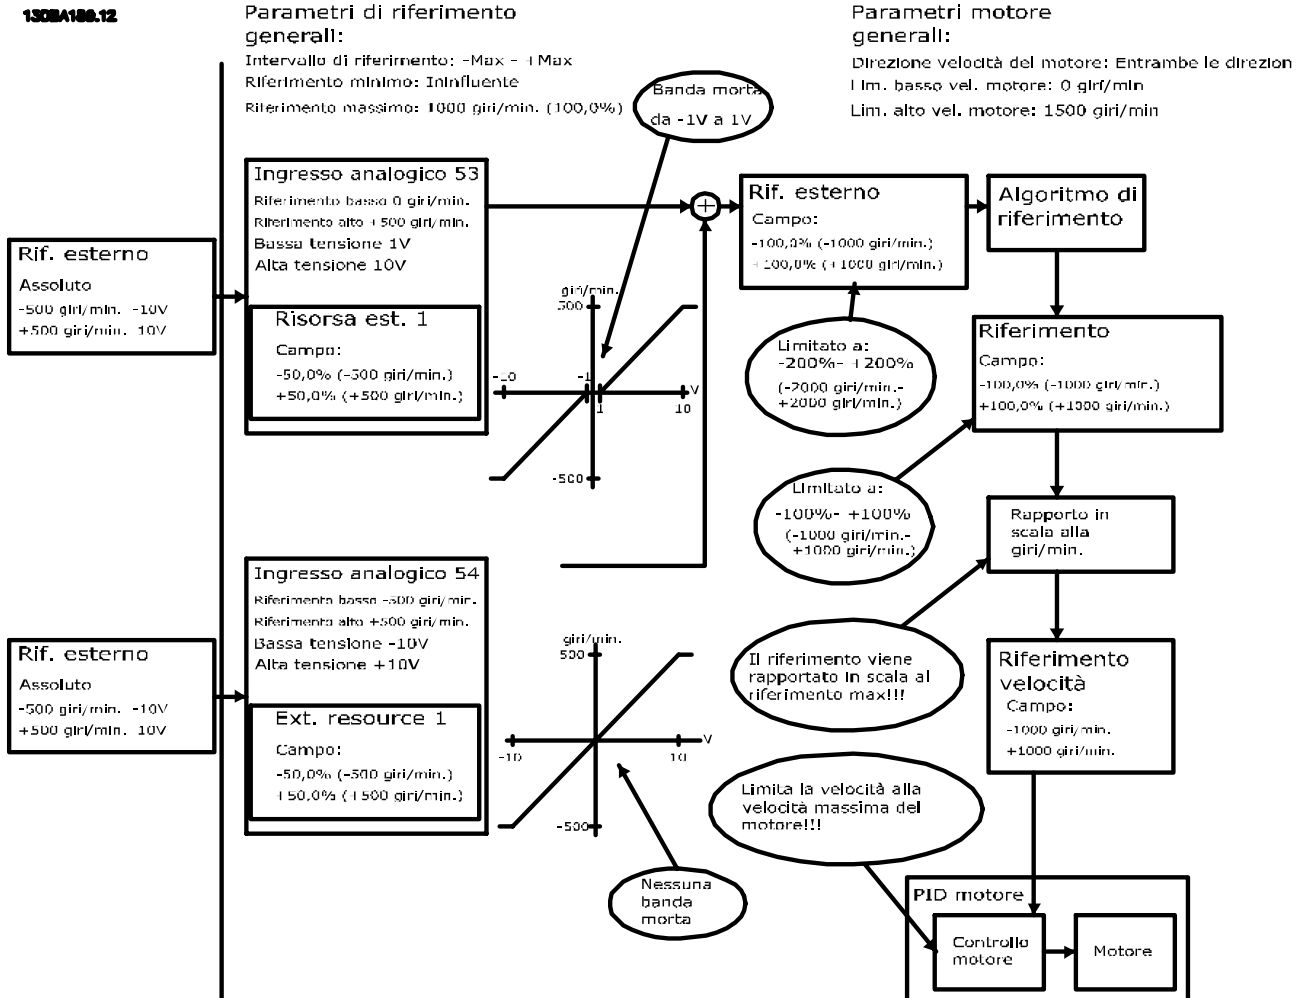 130BA180.12
Parametri di riferimento
generali:
Intervallo di riferimento: -Max - +Max
Riferimento minimo: Ininfluente
Riferimento massimo: 1000 giri/min. (100,0%)
Parametri motore
generali:
Direzione velocità del motore: Entrambe le direzion
Lim. basso vel. motore: 0 giri/min
Lim. alto vel. motore: 1500 giri/min
Banda morta
da -1V a 1V
Rif. esterno
Assoluto
-500 giri/min. -10V
+500 giri/min. 10V
Ingresso analogico 53
Riferimento basso 0 giri/min.
Riferimento alto +500 giri/min.
Bassa tensione 1V
Alta tensione 10V
Risorsa est. 1
Campo:
-50,0% (-500 giri/min.)
+50,0% (+500 giri/min.)
giri/min.
500
-10
-1
V
1
10
-500
Rif. esterno
Campo:
-100,0% (-1000 giri/min.)
+100,0% (+1000 giri/min.)
Algoritmo di
riferimento
Limitato a:
-200%- +200%
(-2000 giri/min.-
+2000 giri/min.)
Riferimento
Campo:
-100,0% (-1000 giri/min.)
+100,0% (+1000 giri/min.)
Limitato a:
-100%- +100%
(-1000 giri/min.-
+1000 giri/min.)
Rapporto in
scala alla
giri/min.
Rif. esterno
Assoluto
-500 giri/min. -10V
+500 giri/min. 10V
Ingresso analogico 54
Riferimento basso -500 giri/min.
Riferimento alto +500 giri/min.
Bassa tensione -10V
Alta tensione +10V
Ext. resource 1
Campo:
-50,0% (-500 giri/min.)
+50,0% (+500 giri/min.)
giri/min.
500
V
-10
10
-500
Il riferimento viene
rapportato in scala al
riferimento max!!!
Riferimento
velocità
Campo:
-1000 giri/min.
+1000 giri/min.
Limita la velocità alla
velocità massima del
motore!!!
Nessuna
banda
morta
PID motore
Controllo
motore
Motore